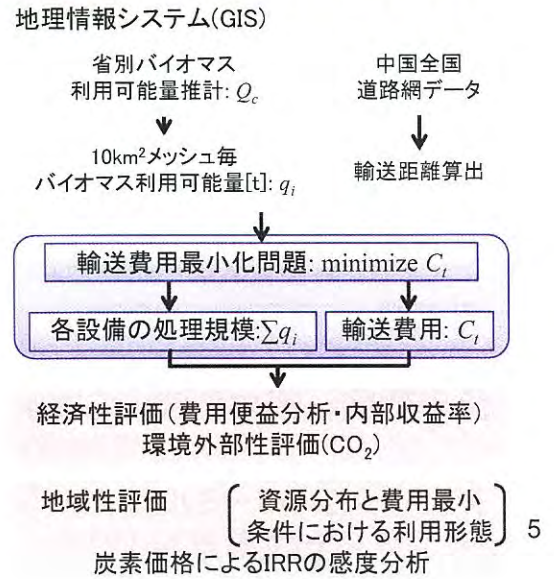 地理情報システム(GIS)
省別バイオマス
利用可能量推計: Qc
中国全国
道路網データ
10km²メッシュ毎
バイオマス利用可能量[t]: qi
輸送距離算出
輸送費用最小化問題: minimize Ct
各設備の処理規模:∑qi
輸送費用: Ct
経済性評価(費用便益分析・内部収益率)
環境外部性評価(CO₂)
地域性評価
資源分布と費用最小
条件における利用形態
5
炭素価格によるIRRの感度分析